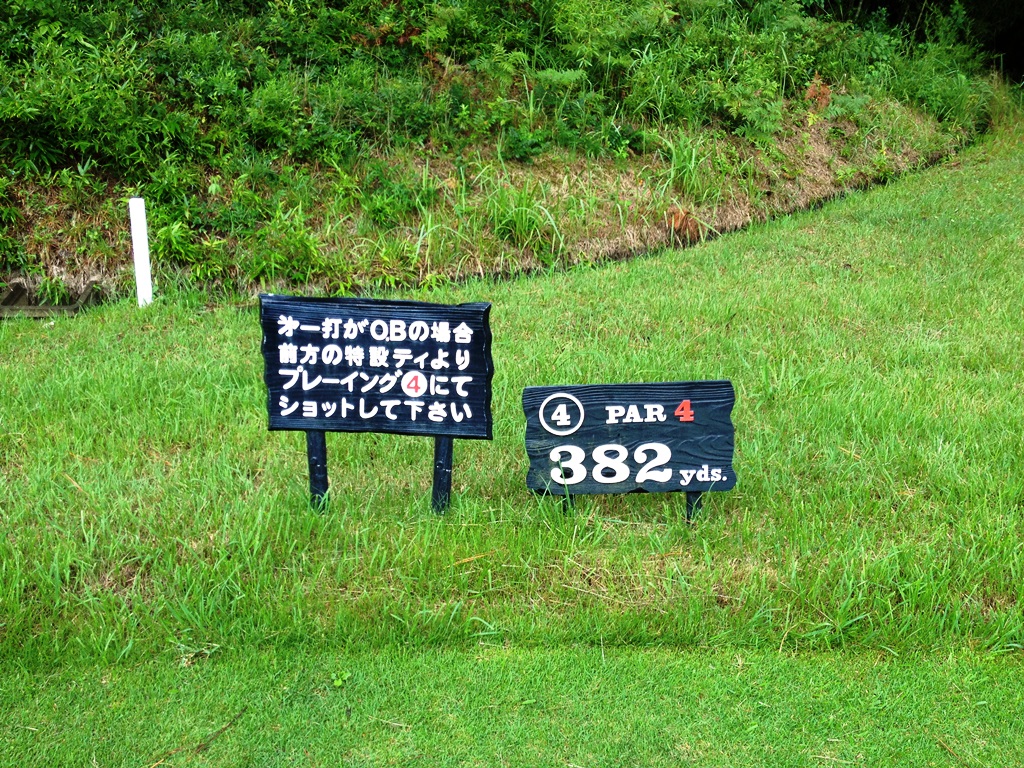 第一打がO.Bの場合
前方の特設ティより
プレーイング④にて
ショットして下さい
④ PAR 4
382 yds.